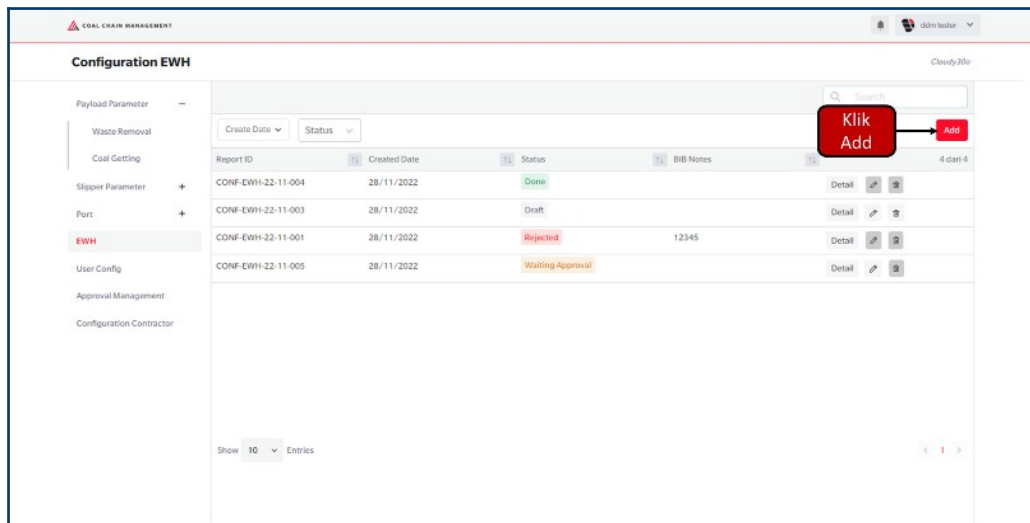 COAL CHAIN MANAGEMENT
ddm tester
Configuration EWH
Cloudy30o
Payload Parameter
Waste Removal
Coal Getting
Slipper Parameter
Port
EWH
User Config
Approval Management
Configuration Contractor
Search
Create Date
Status
Klik
Add
Add
Report ID Created Date Status BIB Notes 4 dari 4
CONF-EWH-22-11-004 28/11/2022 Done Detail
CONF-EWH-22-11-003 28/11/2022 Draft Detail
CONF-EWH-22-11-001 28/11/2022 Rejected 12345 Detail
CONF-EWH-22-11-005 28/11/2022 Waiting Approval Detail
Show 10 Entries
1